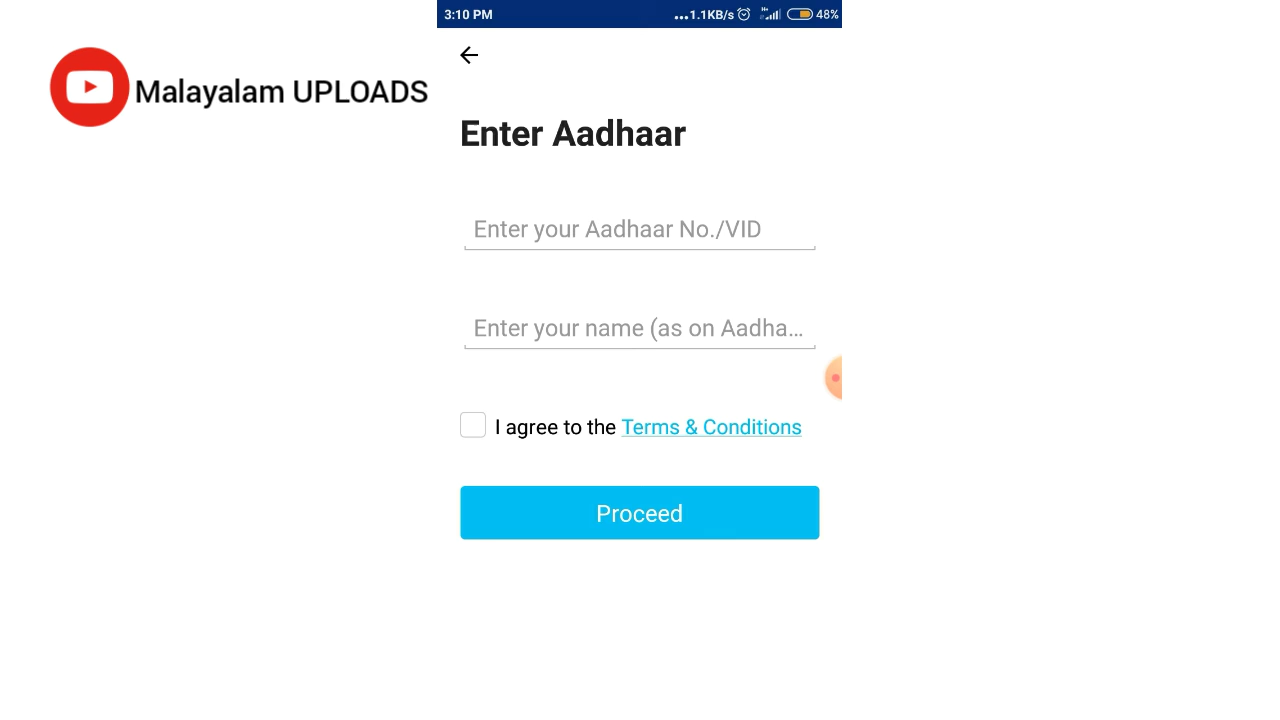 3:10 PM ...1.1KB/s 48%
Malayalam UPLOADS
Enter Aadhaar
Enter your Aadhaar No./VID
Enter your name (as on Aadha...
I agree to the Terms & Conditions
Proceed